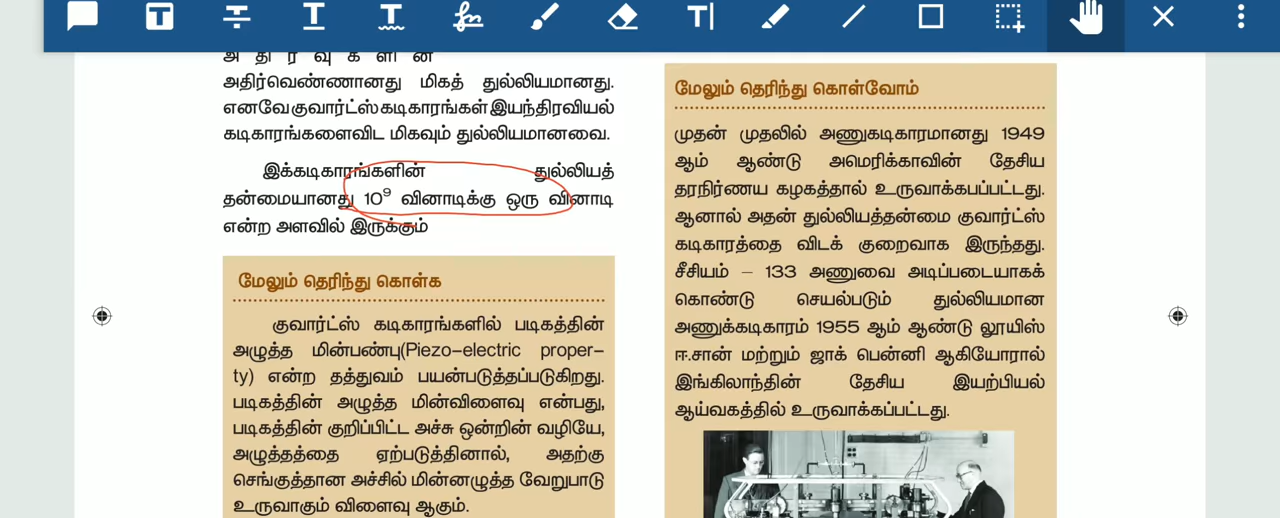 அதிர்வுகளின்
அதிர்வெண்ணானது மிகத் துல்லியமானது.
எனவேகுவார்ட்ஸ்கடிகாரங்கள்இயந்திரவியல்
கடிகாரங்களைவிட மிகவும் துல்லியமானவை.
இக்கடிகாரங்களின் துல்லியத்
தன்மையானது 10⁹ வினாடிக்கு ஒரு வினாடி
என்ற அளவில் இருக்கும்
மேலும் தெரிந்து கொள்க
குவார்ட்ஸ் கடிகாரங்களில் படிகத்தின்
அழுத்த மின்பண்பு(Piezo–electric proper–
ty) என்ற தத்துவம் பயன்படுத்தப்படுகிறது.
படிகத்தின் அழுத்த மின்விளைவு என்பது,
படிகத்தின் குறிப்பிட்ட அச்சு ஒன்றின் வழியே,
அழுத்தத்தை ஏற்படுத்தினால், அதற்கு
செங்குத்தான அச்சில் மின்னழுத்த வேறுபாடு
உருவாகும் விளைவு ஆகும்.
மேலும் தெரிந்து கொள்வோம்
முதன் முதலில் அணுகடிகாரமானது 1949
ஆம் ஆண்டு அமெரிக்காவின் தேசிய
தரநிர்ணய கழகத்தால் உருவாக்கபப்பட்டது.
ஆனால் அதன் துல்லியத்தன்மை குவார்ட்ஸ்
கடிகாரத்தை விடக் குறைவாக இருந்தது.
சீசியம் – 133 அணுவை அடிப்படையாகக்
கொண்டு செயல்படும் துல்லியமான
அணுக்கடிகாரம் 1955 ஆம் ஆண்டு லூயிஸ்
ஈ.சான் மற்றும் ஜாக் பென்னி ஆகியோரால்
இங்கிலாந்தின் தேசிய இயற்பியல்
ஆய்வகத்தில் உருவாக்கப்பட்டது.